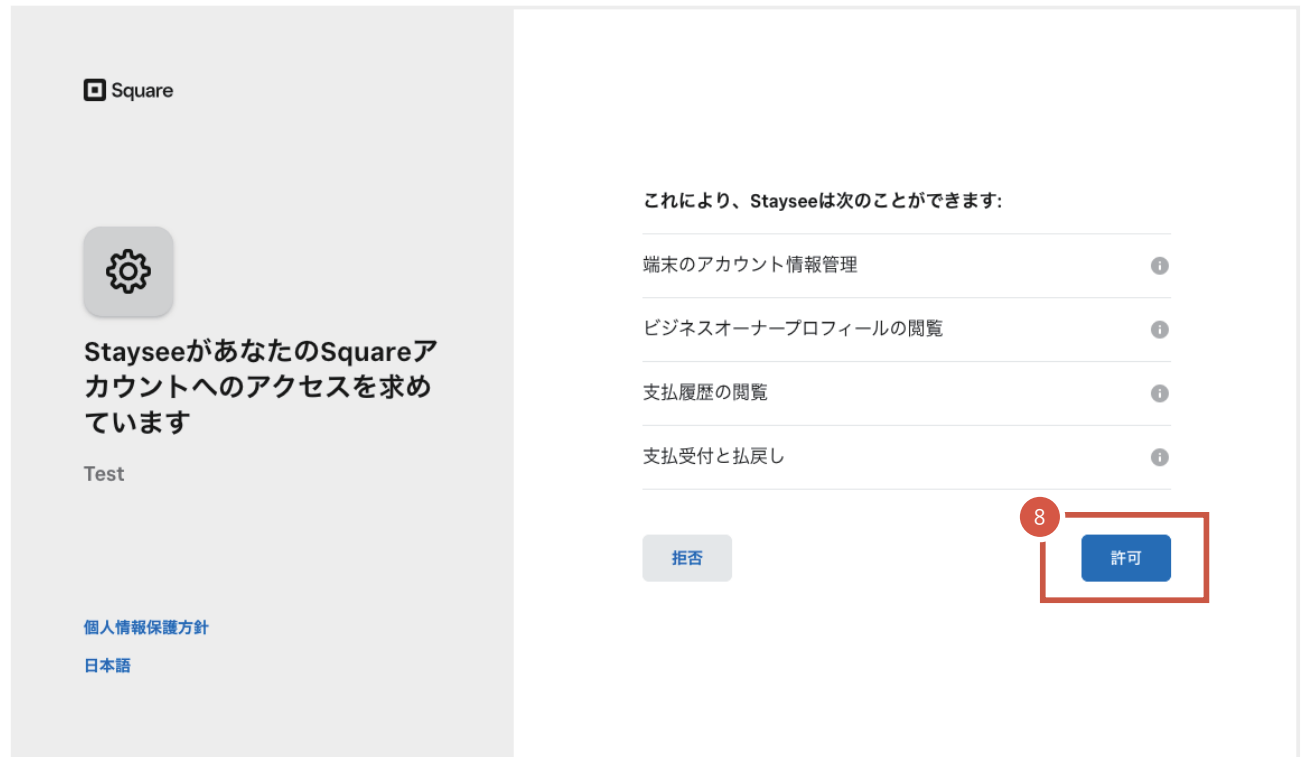 Square
StayseeがあなたのSquareア
カウントへのアクセスを求め
ています
Test
個人情報保護方針
日本語
これにより、Stayseeは次のことができます:
端末のアカウント情報管理
ビジネスオーナープロフィールの閲覧
支払履歴の閲覧
支払受付と払戻し
8
拒否
許可